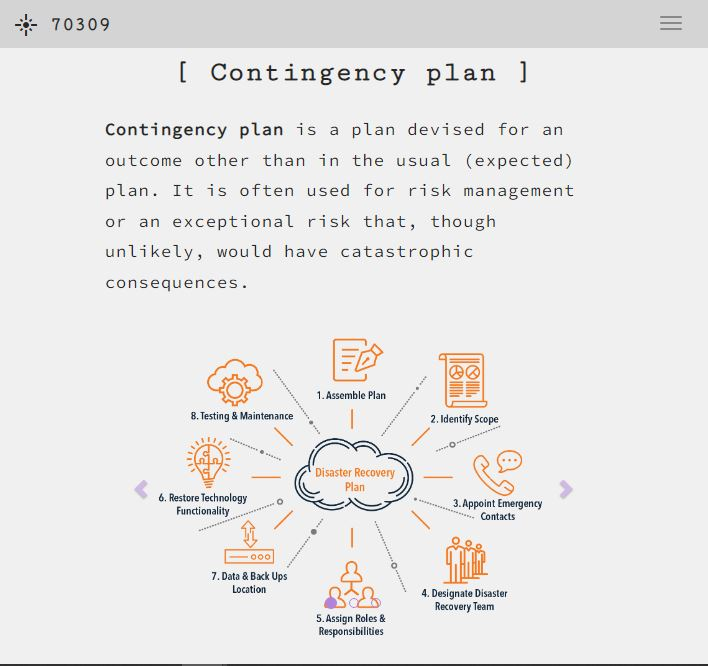 70309
[ Contingency plan ]
Contingency plan is a plan devised for an
outcome other than in the usual (expected)
plan. It is often used for risk management
or an exceptional risk that, though
unlikely, would have catastrophic
consequences.
1. Assemble Plan
2. Identify Scope
3. Appoint Emergency
Contacts
4. Designate Disaster
Recovery Team
5. Assign Roles &
Responsibilities
7. Data & Back Ups
Location
6. Restore Technology
Functionality
8. Testing & Maintenance
Disaster Recovery
Plan